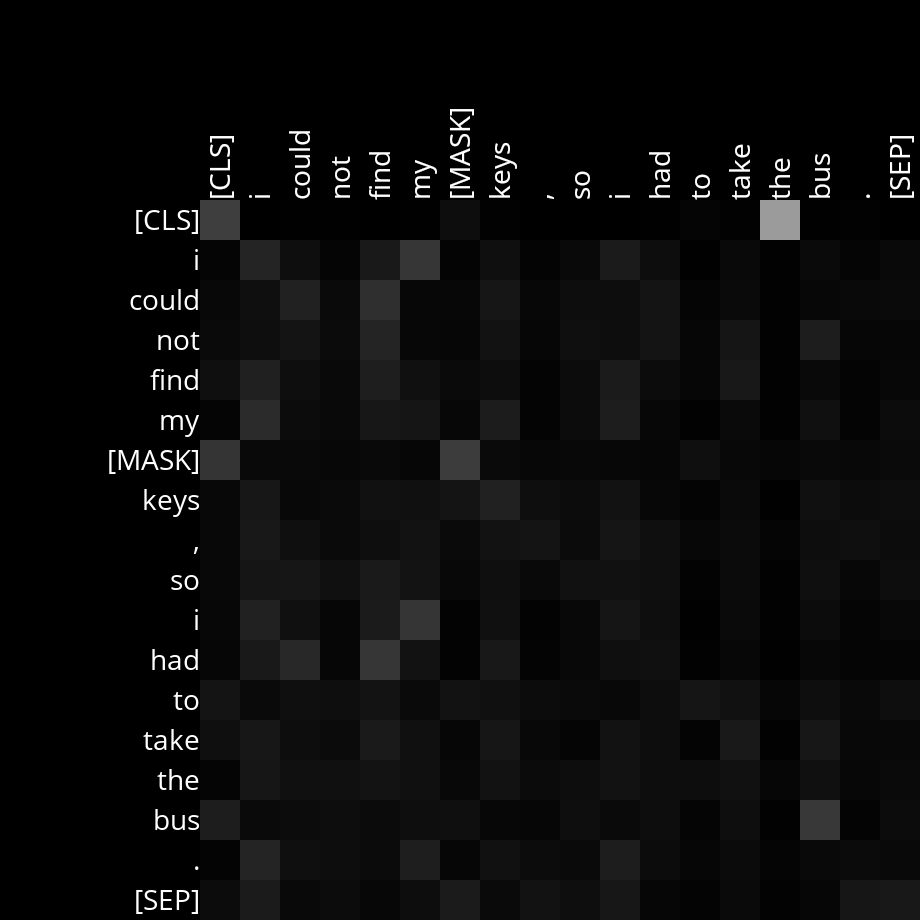 [CLS] i could not find my [MASK] keys , so i had to take the bus . [SEP]
[CLS]
i
could
not
find
my
[MASK]
keys
,
so
i
had
to
take
the
bus
.
[SEP]